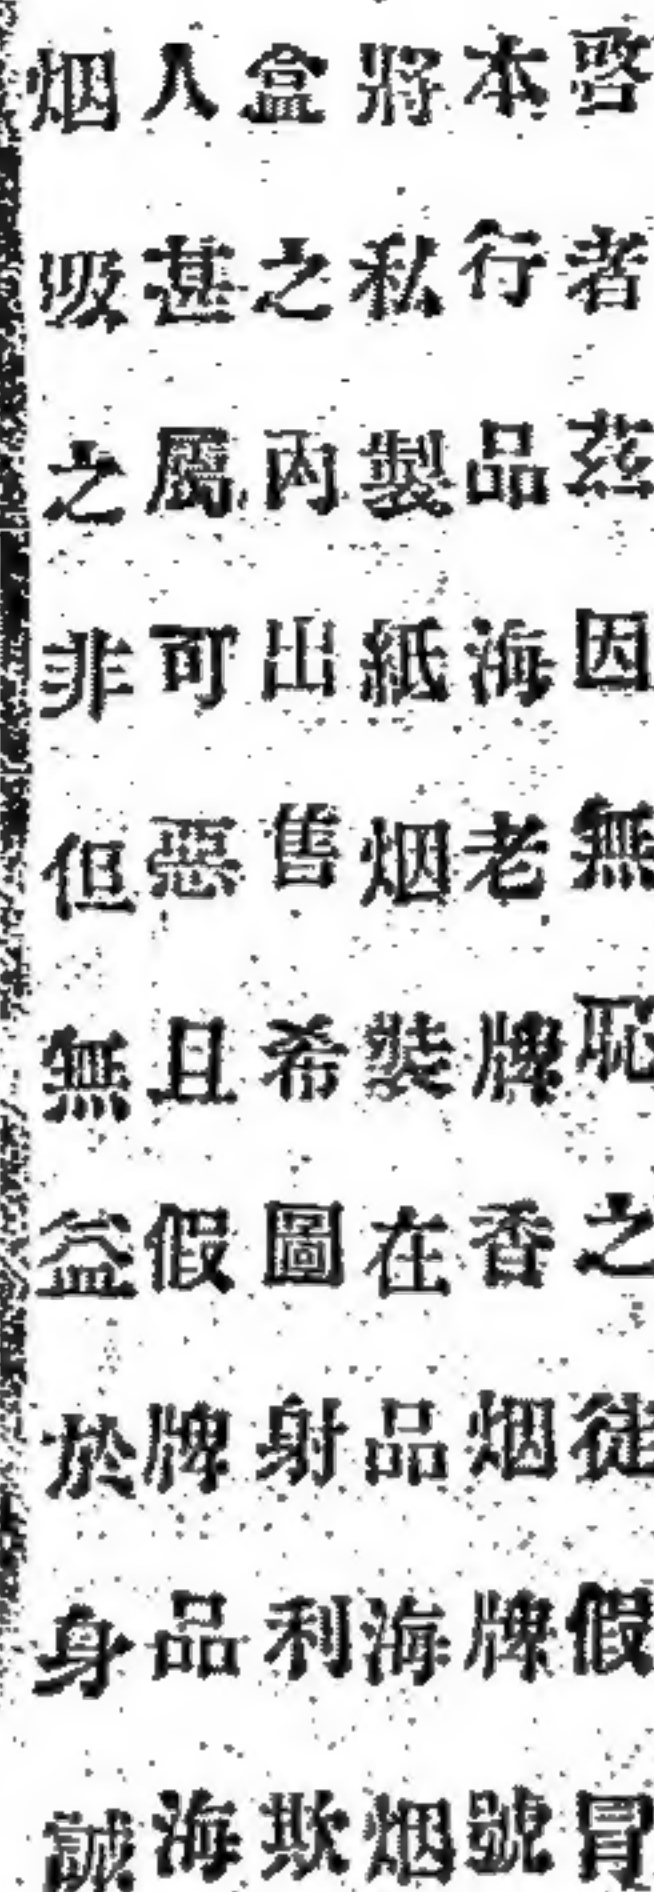 啓者茲因無恥之徒假冒
本行品海老牌香烟牌號
將私製紙烟裝在品海烟
盒之內出售希圖射利欺
人甚屬可惡且假牌品海
烟吸之非但無益於身誠